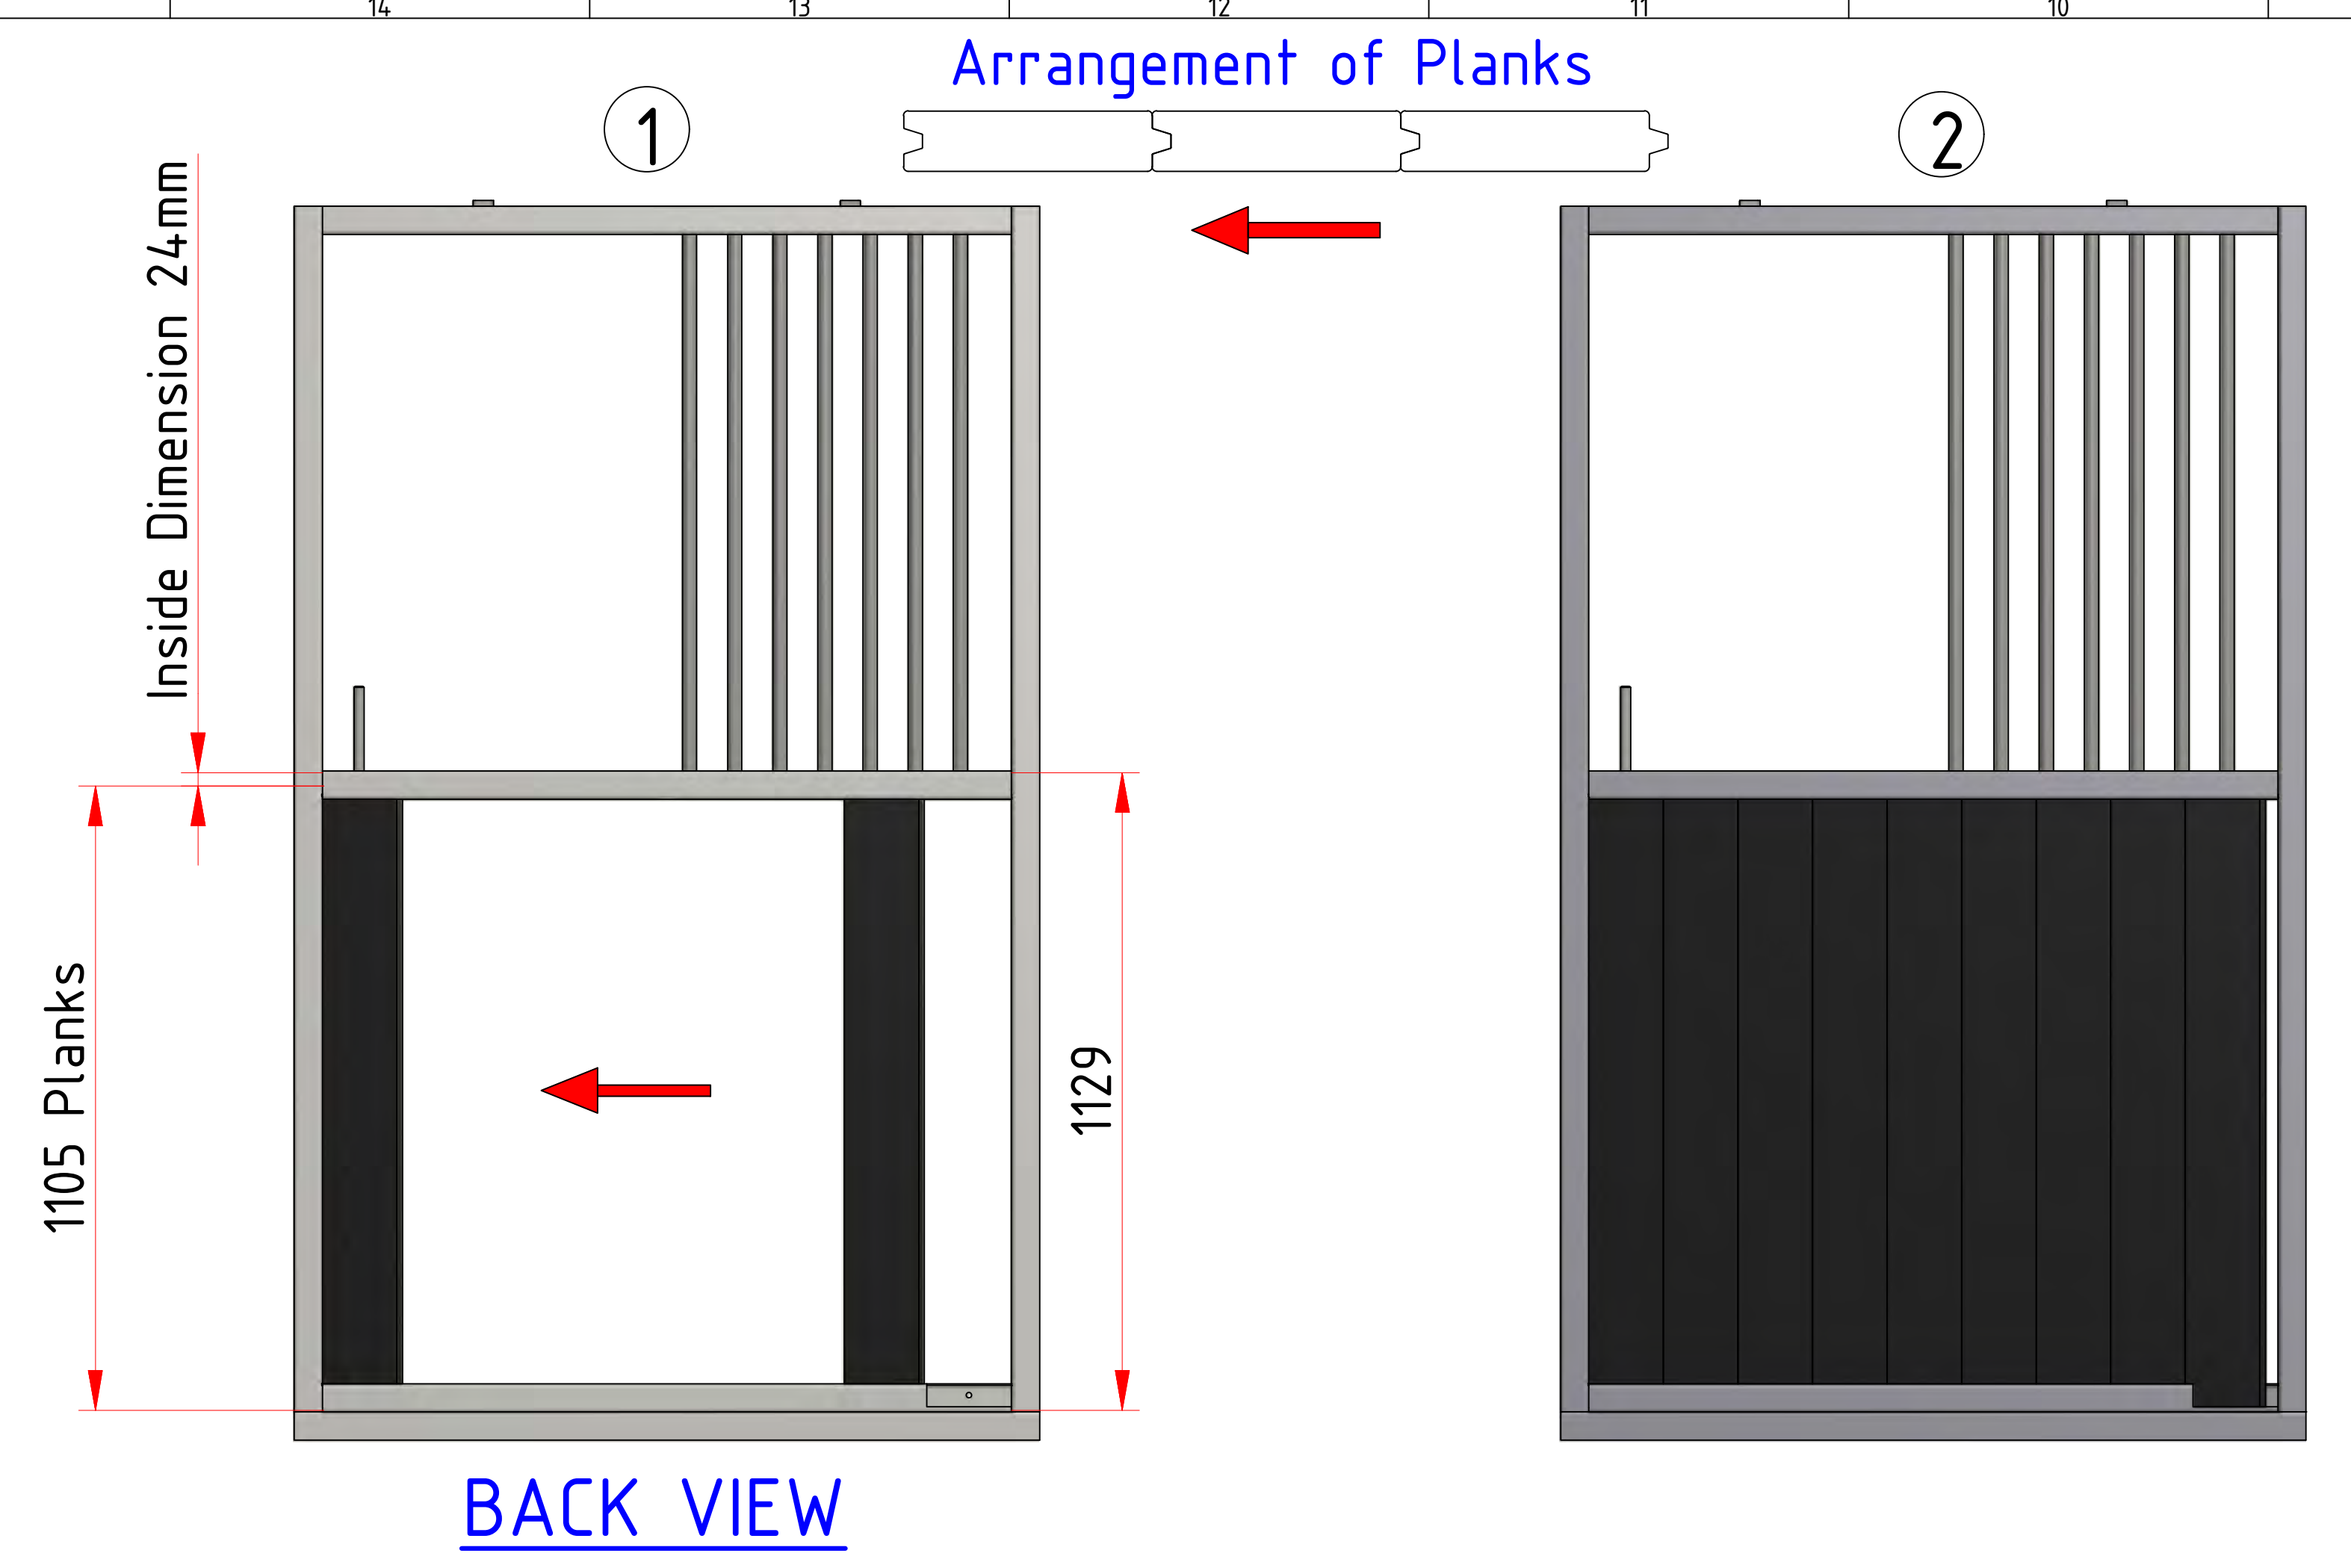 14 13 12 11 10
Arrangement of Planks
1
2
Inside Dimension 24mm
1105 Planks
1129
BACK VIEW